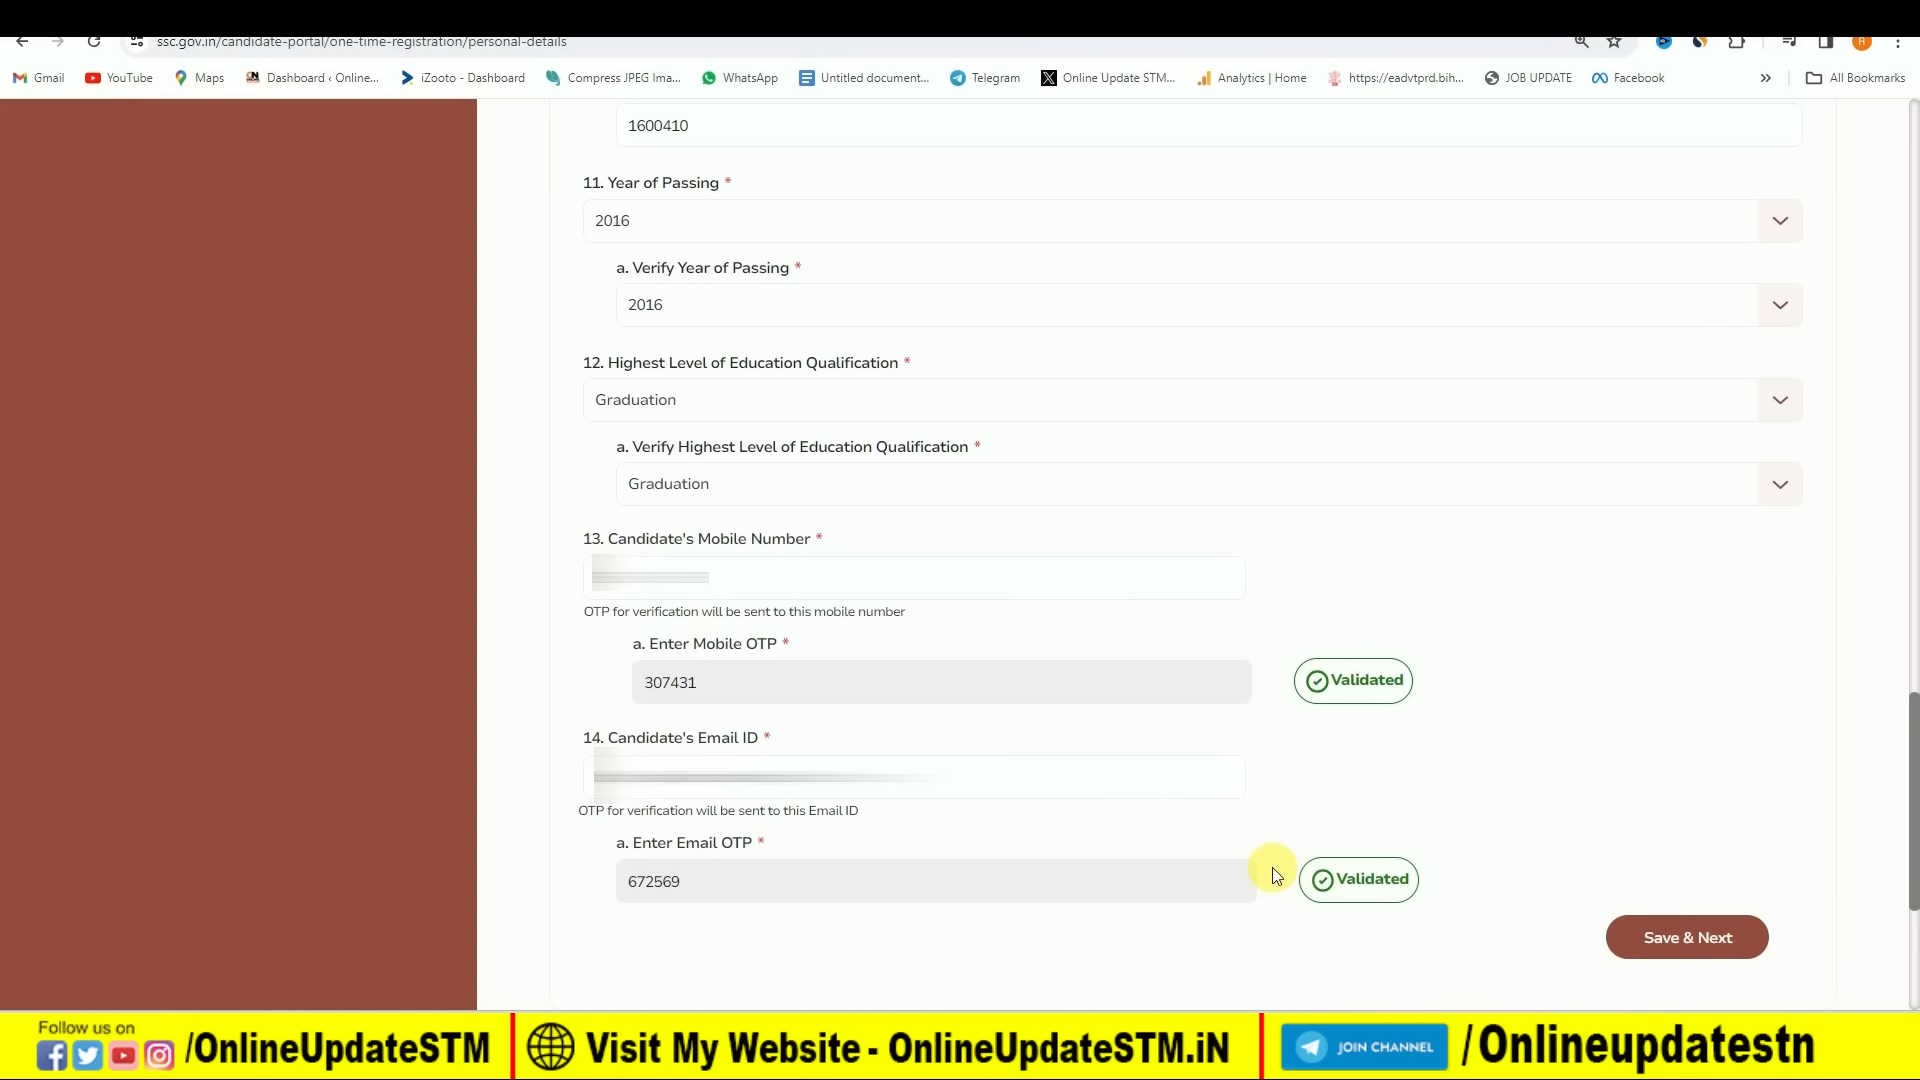 ssc.gov.in/candidate-portal/one-time-registration/personal-details
Gmail YouTube Maps Dashboard ‹ Online... iZooto - Dashboard Compress JPEG Ima... WhatsApp Untitled document... Telegram Online Update STM... Analytics | Home https://eadvtprd.bih... JOB UPDATE Facebook » All Bookmarks
1600410
11. Year of Passing *
2016
a. Verify Year of Passing *
2016
12. Highest Level of Education Qualification *
Graduation
a. Verify Highest Level of Education Qualification *
Graduation
13. Candidate's Mobile Number *
OTP for verification will be sent to this mobile number
a. Enter Mobile OTP *
307431
Validated
14. Candidate's Email ID *
OTP for verification will be sent to this Email ID
a. Enter Email OTP *
672569
Validated
Save & Next
Follow us on
/OnlineUpdateSTM
Visit My Website - OnlineUpdateSTM.iN
JOIN CHANNEL
/Onlineupdatestn